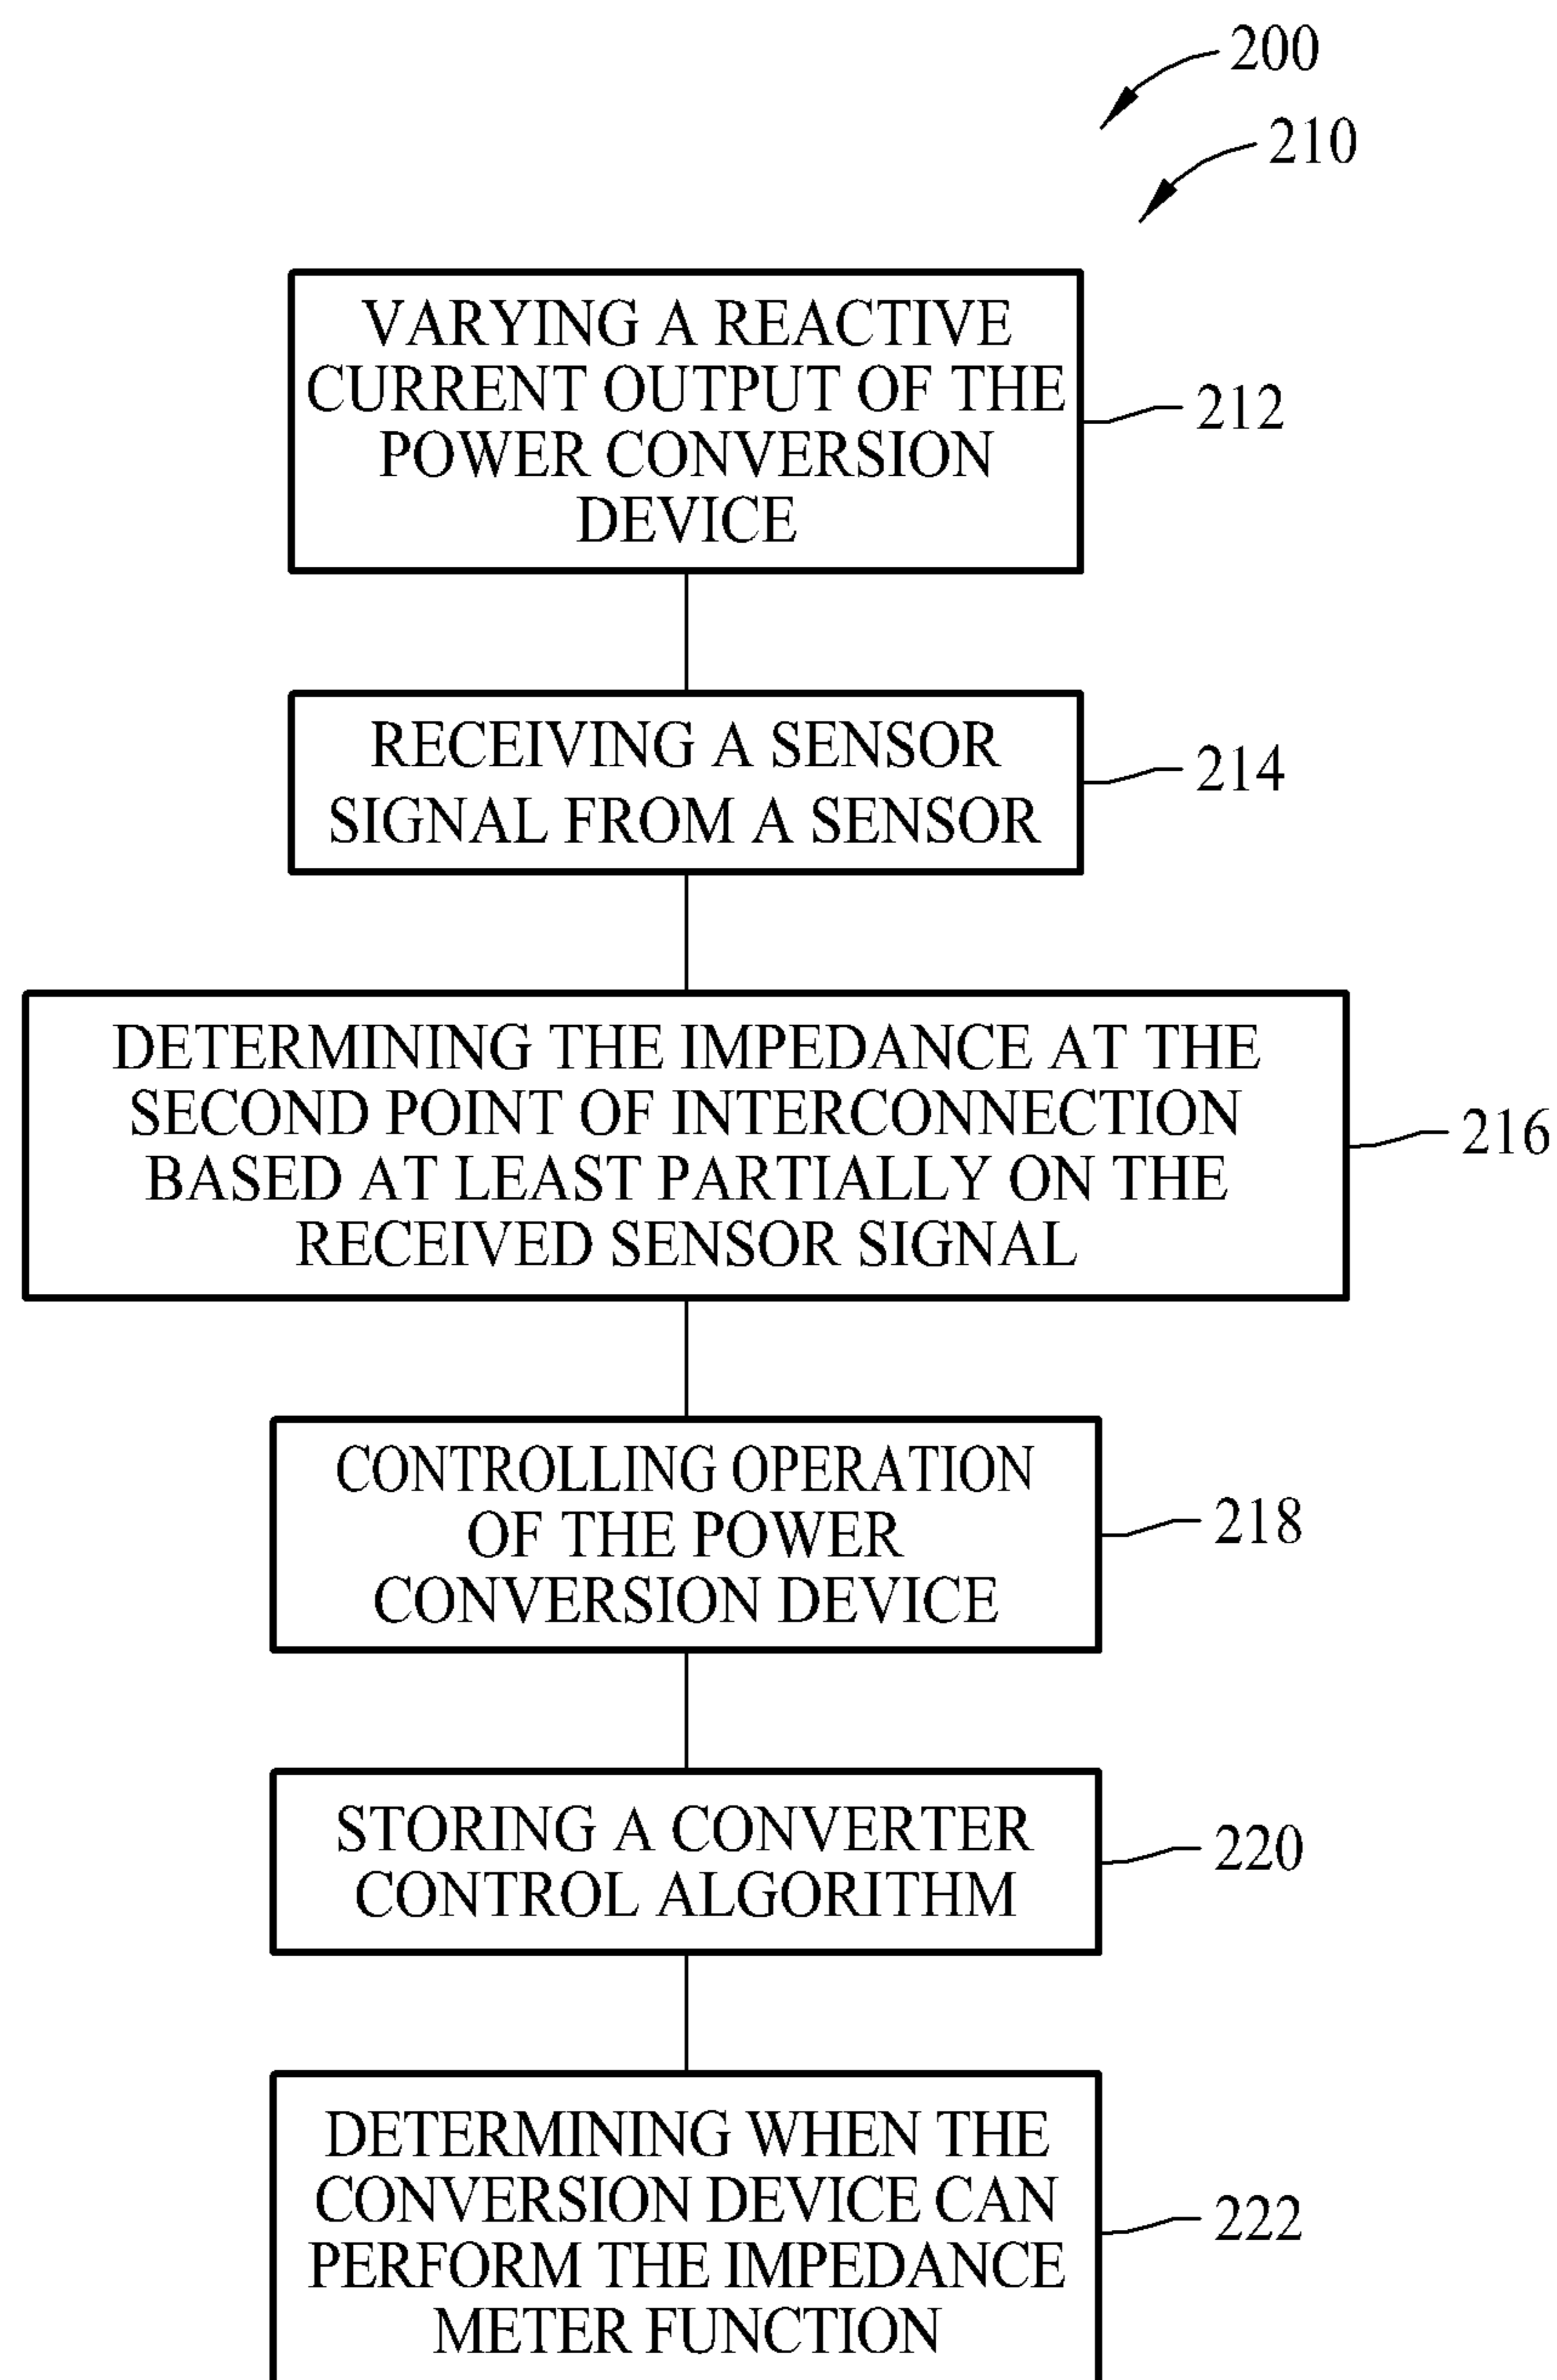 200
210
VARYING A REACTIVE
CURRENT OUTPUT OF THE
POWER CONVERSION
DEVICE
212
RECEIVING A SENSOR
SIGNAL FROM A SENSOR
214
DETERMINING THE IMPEDANCE AT THE
SECOND POINT OF INTERCONNECTION
BASED AT LEAST PARTIALLY ON THE
RECEIVED SENSOR SIGNAL
216
CONTROLLING OPERATION
OF THE POWER
CONVERSION DEVICE
218
STORING A CONVERTER
CONTROL ALGORITHM
220
DETERMINING WHEN THE
CONVERSION DEVICE CAN
PERFORM THE IMPEDANCE
METER FUNCTION
222